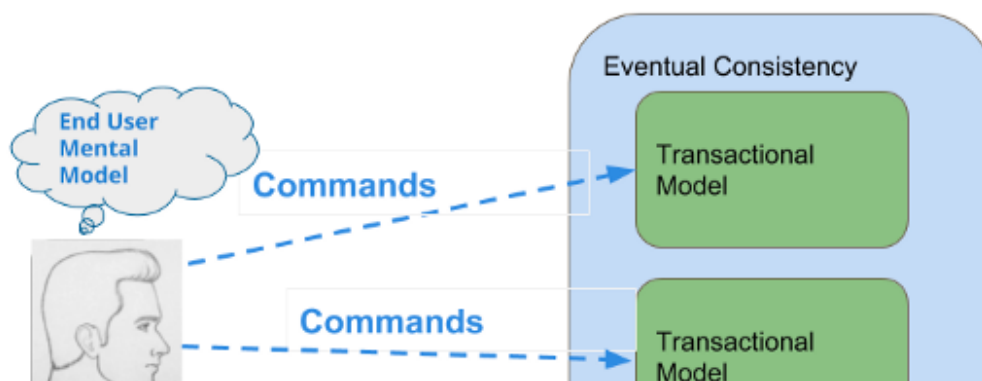 Eventual Consistency
End User
Mental
Model
Commands
Transactional
Model
Commands
Transactional
Model